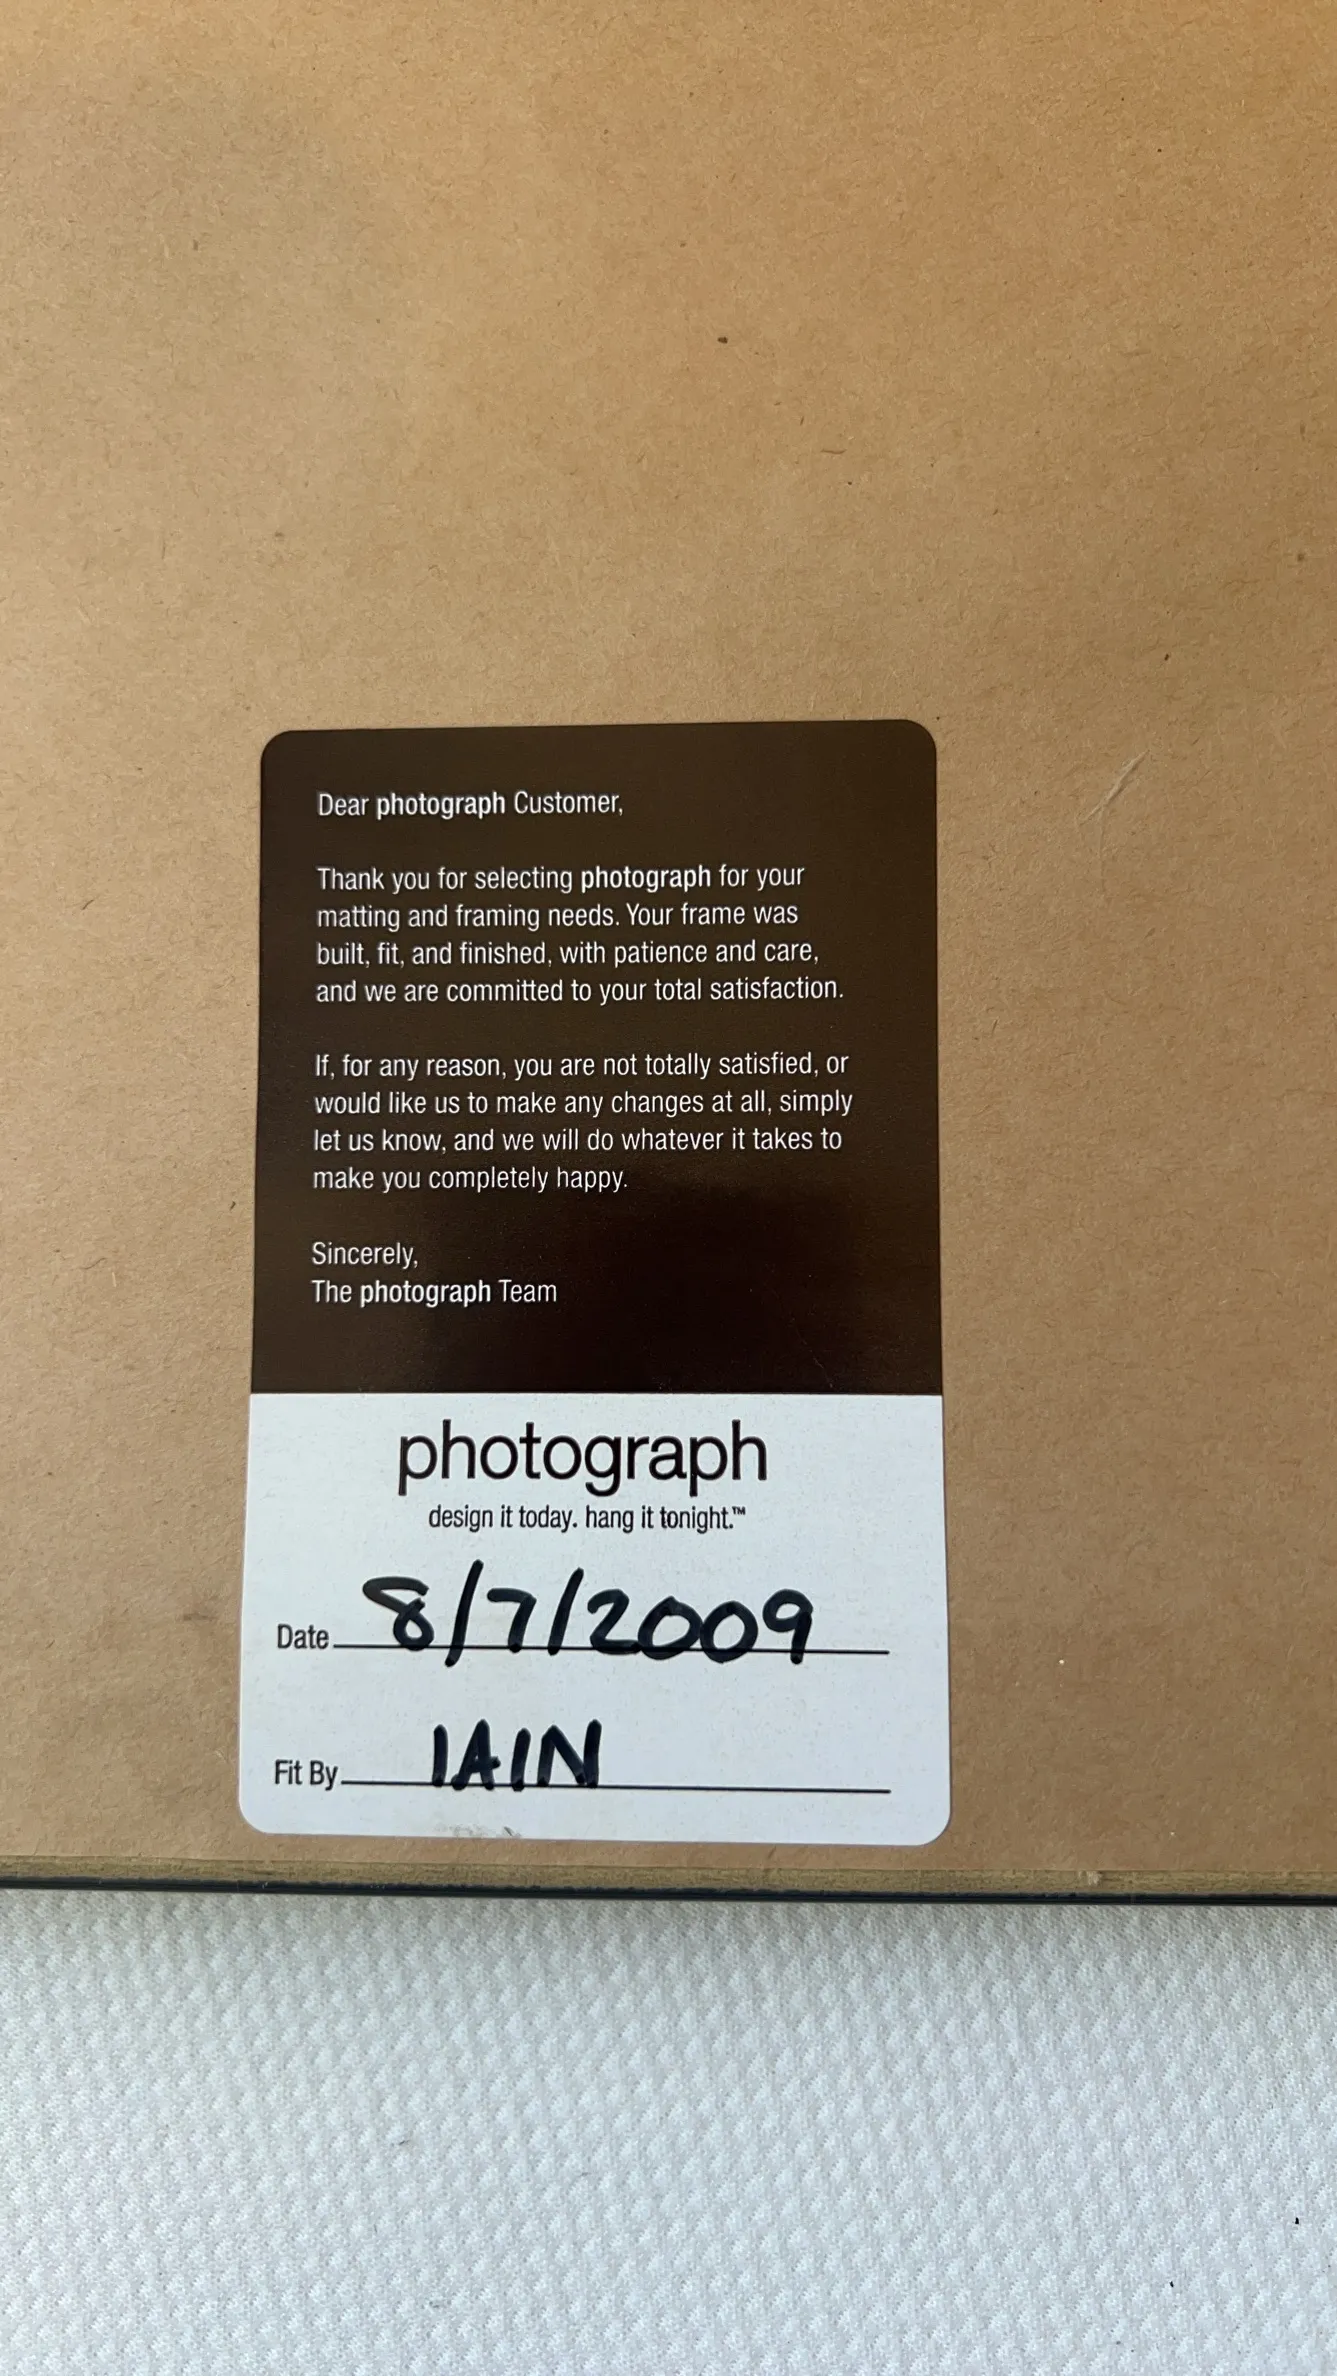 Dear photograph Customer,
Thank you for selecting photograph for your
matting and framing needs. Your frame was
built, fit, and finished, with patience and care,
and we are committed to your total satisfaction.
If, for any reason, you are not totally satisfied, or
would like us to make any changes at all, simply
let us know, and we will do whatever it takes to
make you completely happy.
Sincerely,
The photograph Team
photograph
design it today. hang it tonight.™
Date 8/7/2009
Fit By IAIN